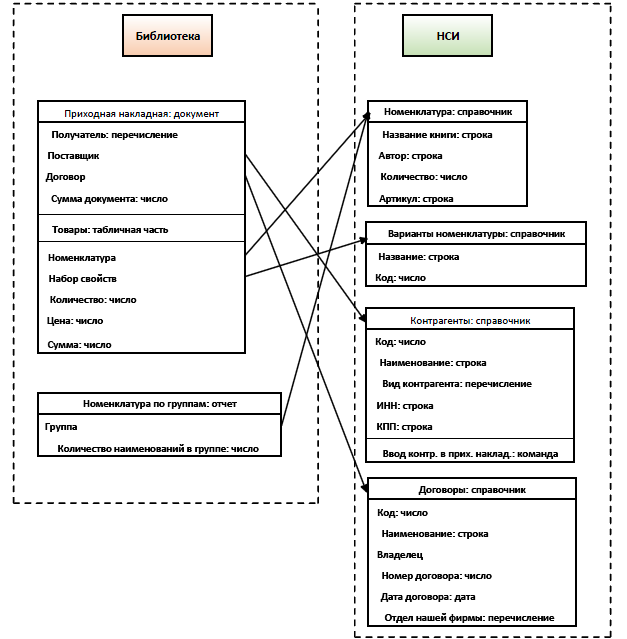 Библиотека
Приходная накладная: документ
Получатель: перечисление
Поставщик
Договор
Сумма документа: число
Товары: табличная часть
Номенклатура
Набор свойств
Количество: число
Цена: число
Сумма: число
Номенклатура по группам: отчет
Группа
Количество наименований в группе: число
НСИ
Номенклатура: справочник
Название книги: строка
Автор: строка
Количество: число
Артикул: строка
Варианты номенклатуры: справочник
Название: строка
Код: число
Контрагенты: справочник
Код: число
Наименование: строка
Вид контрагента: перечисление
ИНН: строка
КПП: строка
Ввод контр. в прих. наклад.: команда
Договоры: справочник
Код: число
Наименование: строка
Владелец
Номер договора: число
Дата договора: дата
Отдел нашей фирмы: перечисление